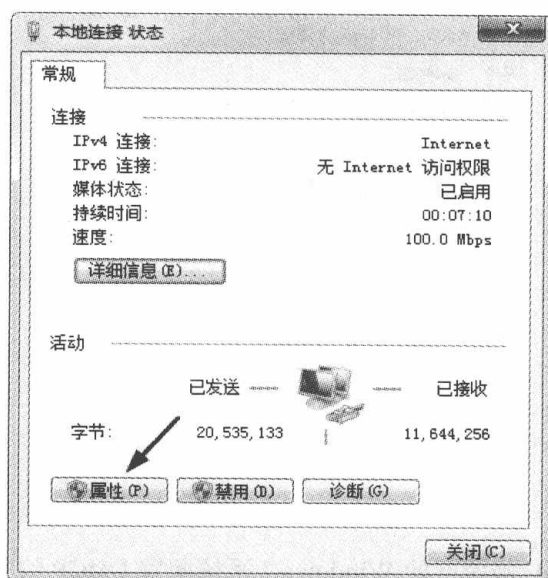 本地连接 状态
常规
连接
IPv4 连接: Internet
IPv6 连接: 无 Internet 访问权限
媒体状态: 已启用
持续时间: 00:07:10
速度: 100.0 Mbps
详细信息(E)...
活动
已发送 已接收
字节: 20,535,133 11,644,256
属性(P) 禁用(D) 诊断(G)
关闭(C)